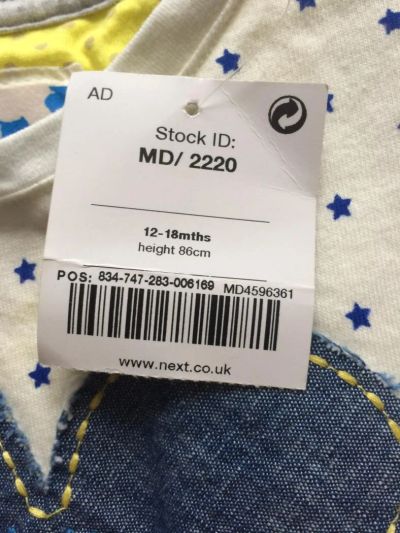 AD
Stock ID:
MD/ 2220
12-18mths
height 86cm
POS: 834-747-283-006169 MD4596361
www.next.co.uk